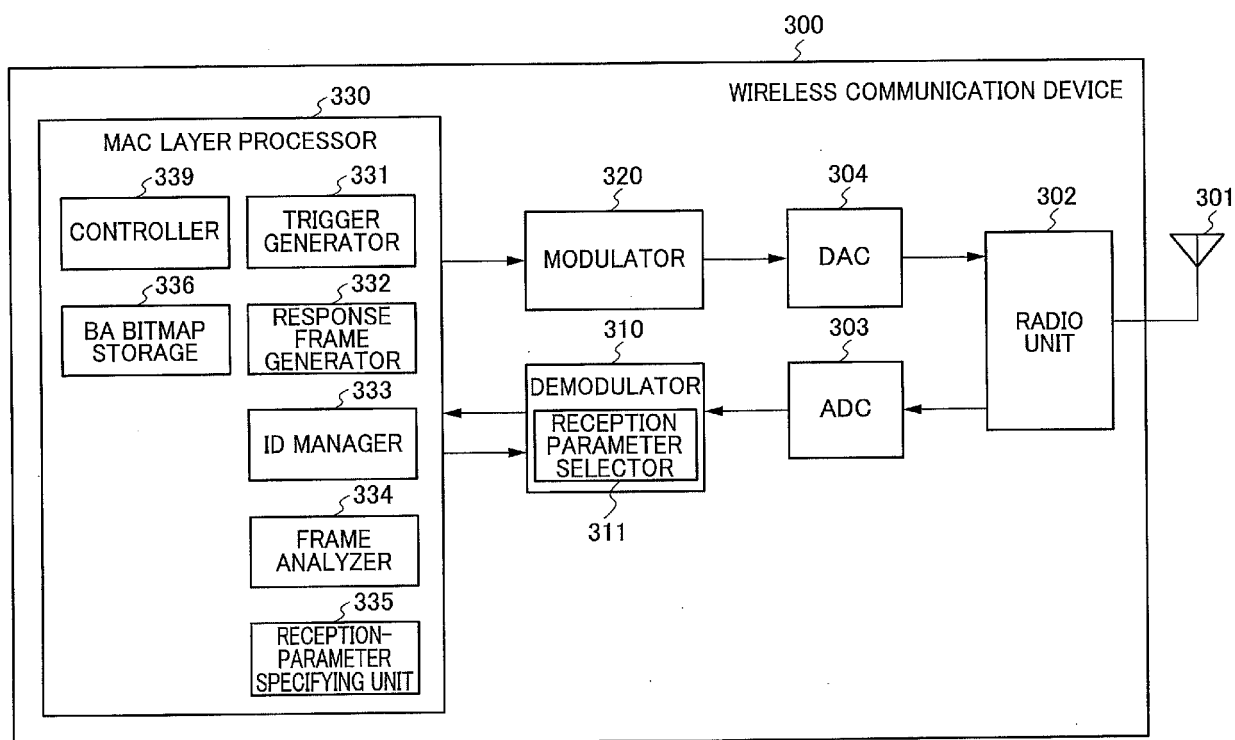 300
WIRELESS COMMUNICATION DEVICE
330
MAC LAYER PROCESSOR
339
CONTROLLER
331
TRIGGER
GENERATOR
336
BA BITMAP
STORAGE
332
RESPONSE
FRAME
GENERATOR
333
ID MANAGER
334
FRAME
ANALYZER
335
RECEPTION-
PARAMETER
SPECIFYING UNIT
320
MODULATOR
304
DAC
302
RADIO
UNIT
301
310
DEMODULATOR
RECEPTION
PARAMETER
SELECTOR
311
303
ADC